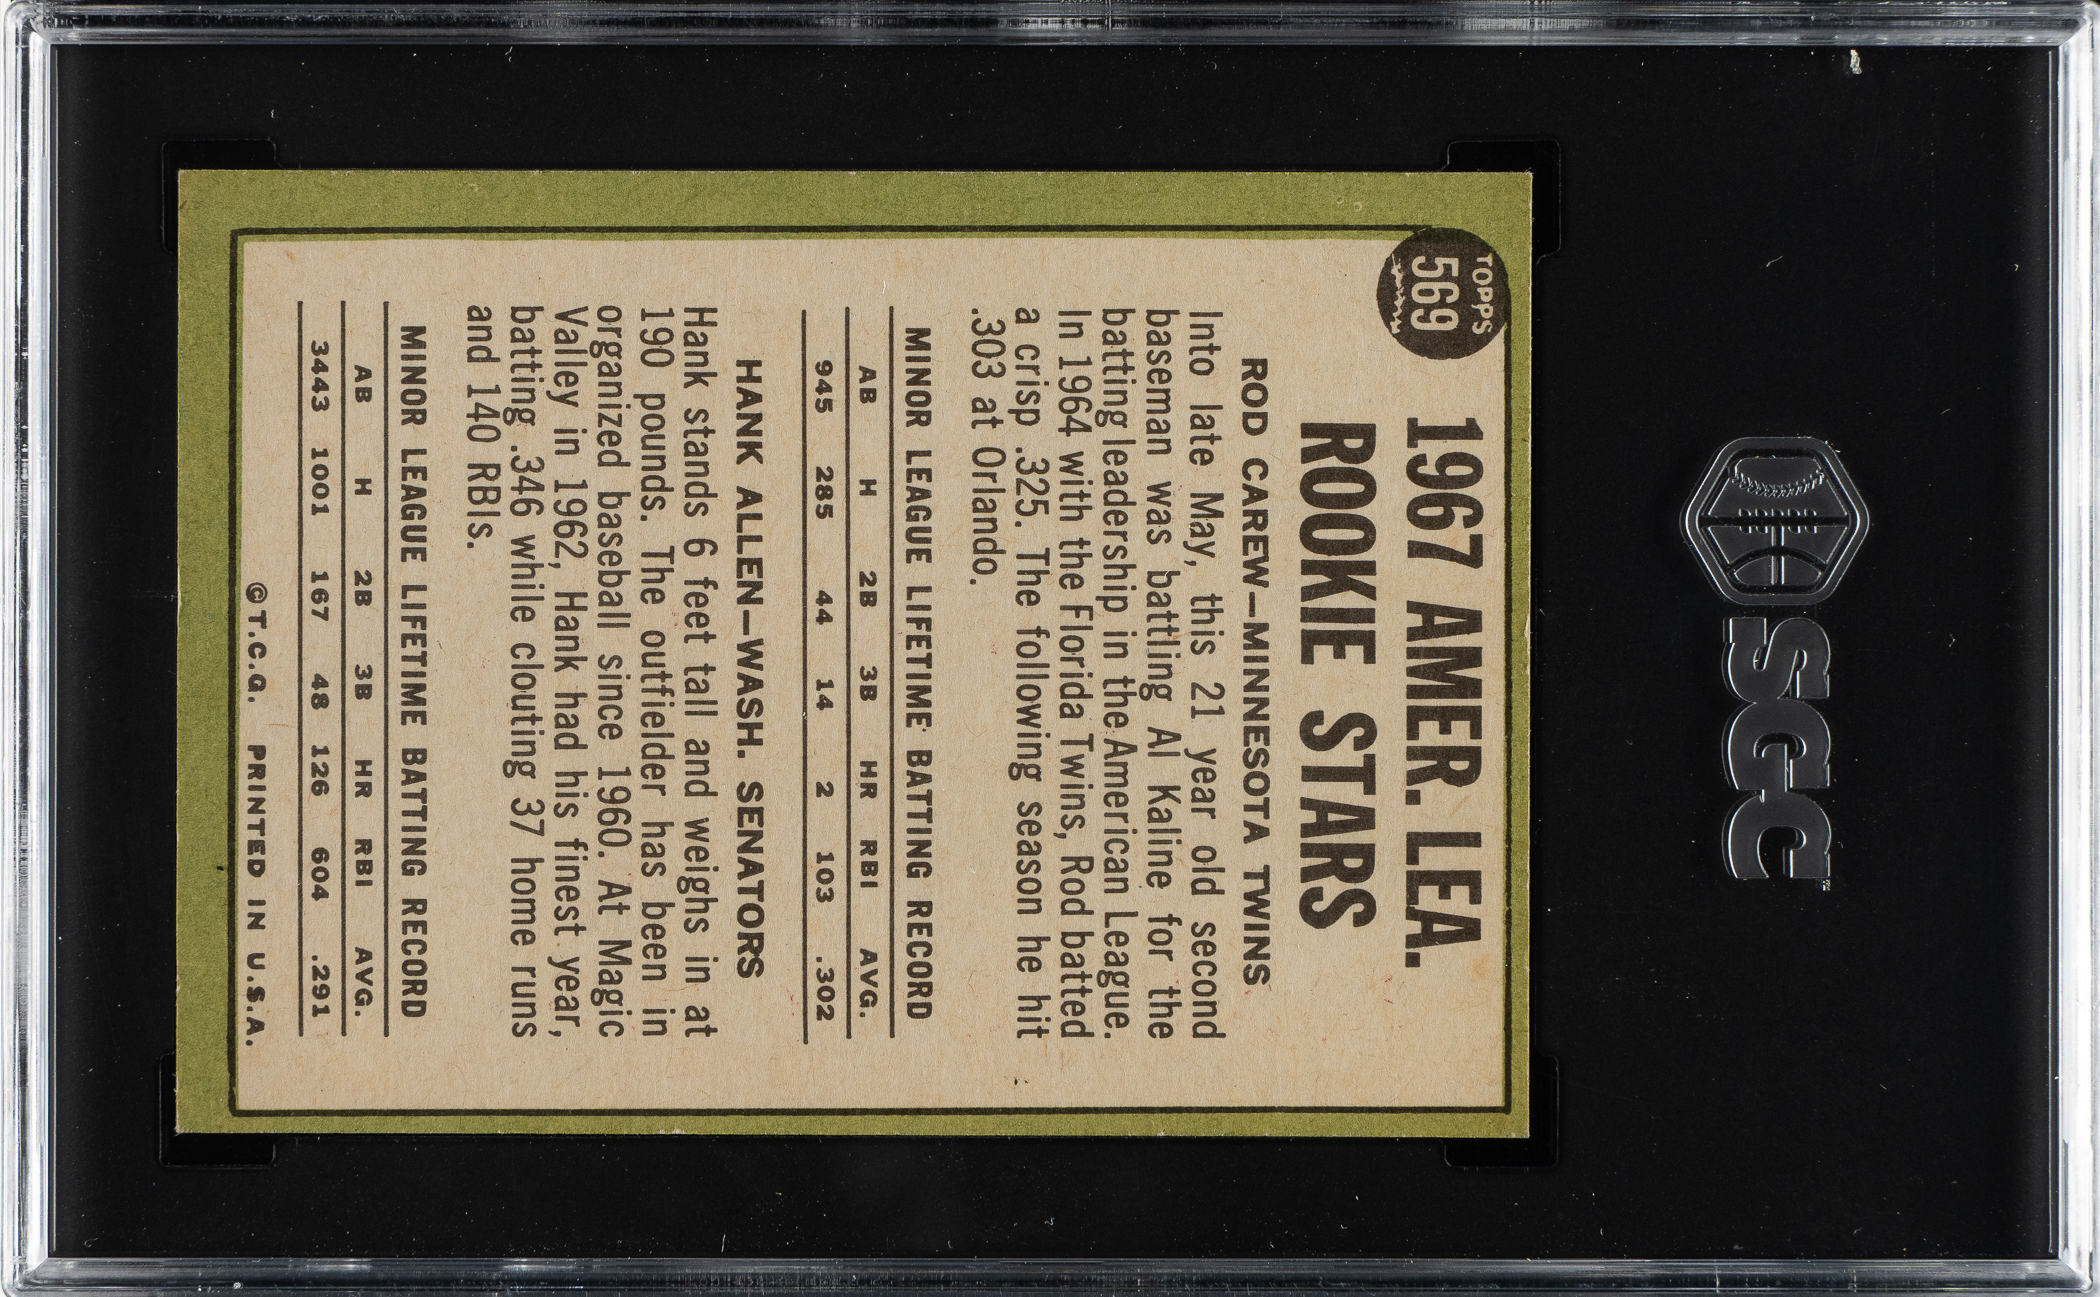 SGC
TOPPS
569
1967 AMER. LEA.
ROOKIE STARS
ROD CAREW—MINNESOTA TWINS
Into late May, this 21 year old second
baseman was battling Al Kaline for the
batting leadership in the American League.
In 1964 with the Florida Twins, Rod batted
a crisp .325. The following season he hit
.303 at Orlando.
MINOR LEAGUE LIFETIME BATTING RECORD
AB H 2B 3B HR RBI AVG.
945 285 44 14 2 103 .302
HANK ALLEN—WASH. SENATORS
Hank stands 6 feet tall and weighs in at
190 pounds. The outfielder has been in
organized baseball since 1960. At Magic
Valley in 1962, Hank had his finest year,
batting .346 while clouting 37 home runs
and 140 RBIs.
MINOR LEAGUE LIFETIME BATTING RECORD
AB H 2B 3B HR RBI AVG.
3443 1001 167 48 126 604 .291
©T.C.G. PRINTED IN U.S.A.